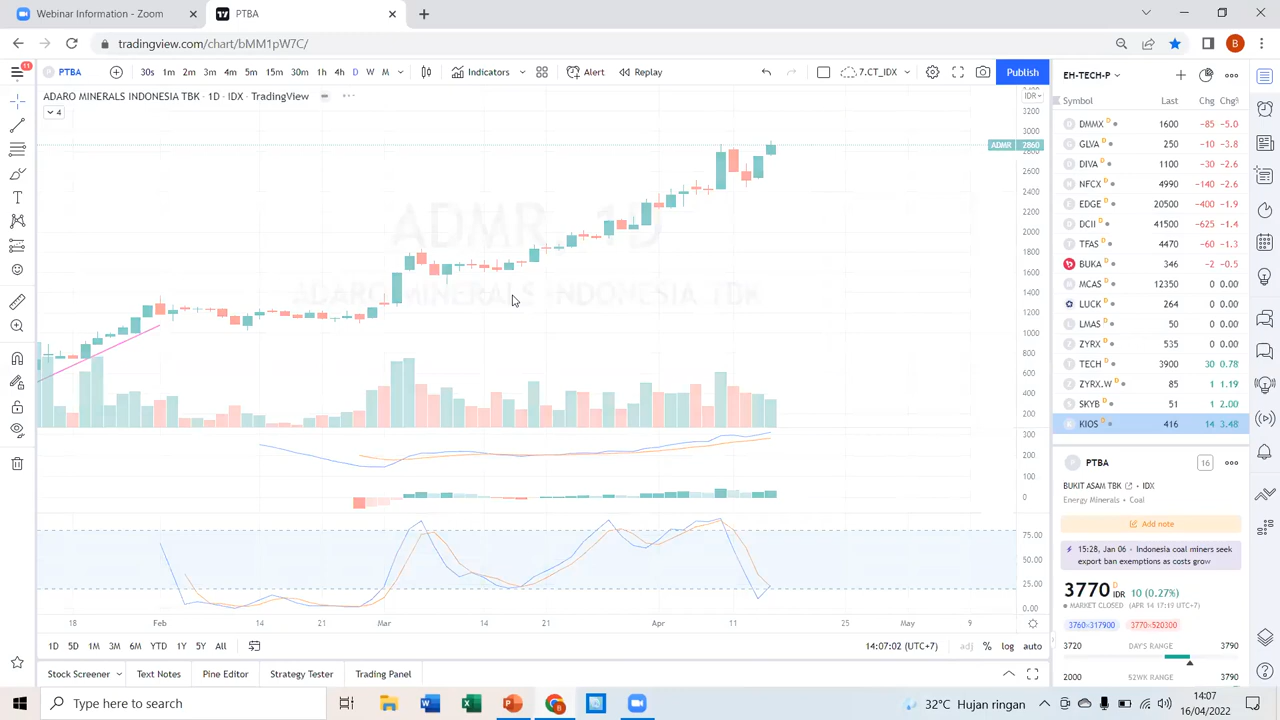 Webinar Information - Zoom
PTBA
tradingview.com/chart/bMM1pW7C/
B
11
PTBA 30s 1m 2m 3m 4m 5m 15m 30m 1h 4h D W M Indicators Alert Replay 7.CT_IDX Publish
ADARO MINERALS INDONESIA TBK · 1D · IDX · TradingView
4
ADMR, 1D
ADARO MINERALS INDONESIA TBK
IDR
3200
3000
ADMR 2860
2600
2400
2200
2000
1800
1600
1400
1200
1000
800
600
400
200
300
200
100
0
75.00
50.00
25.00
0.00
18 Feb 14 21 Mar 14 21 Apr 11 25 May 9
1D 5D 1M 3M 6M YTD 1Y 5Y All
14:07:02 (UTC+7) adj % log auto
Stock Screener Text Notes Pine Editor Strategy Tester Trading Panel
EH-TECH-P
Symbol Last Chg Chg%
DMMX D 1600 -85 -5.0
GLVA D 250 -10 -3.8
DIVA D 1100 -30 -2.6
NFCX D 4990 -140 -2.6
EDGE D 20500 -400 -1.9
DCII D 41500 -625 -1.4
TFAS D 4470 -60 -1.3
BUKA D 346 -2 -0.5
MCAS D 12350 0 0.00
LUCK D 264 0 0.00
LMAS D 50 0 0.00
ZYRX D 535 0 0.00
TECH D 3900 30 0.78
ZYRX.W D 85 1 1.19
SKYB D 51 1 2.00
KIOS D 416 14 3.48
PTBA 16
BUKIT ASAM TBK · IDX
Energy Minerals · Coal
Add note
15:28, Jan 06 · Indonesia coal miners seek
export ban exemptions as costs grow
3770 D IDR 10 (0.27%)
MARKET CLOSED (APR 14 17:19 UTC+7)
3760×317900 3770×520300
3720 DAY'S RANGE 3790
2000 52WK RANGE 3790
Type here to search
32°C Hujan ringan
14:07
16/04/2022